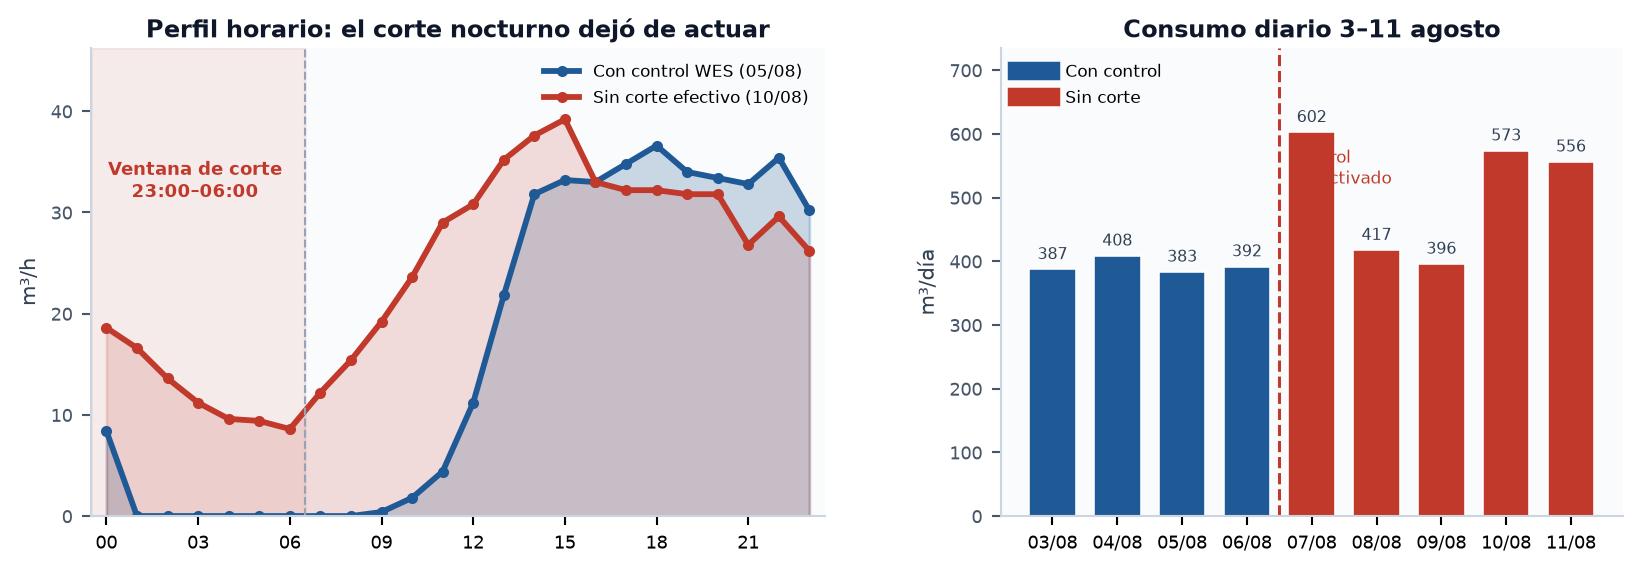 Perfil horario: el corte nocturno dejó de actuar
Con control WES (05/08)
Sin corte efectivo (10/08)
Ventana de corte
23:00–06:00
m³/h
40
30
20
10
0
00 03 06 09 12 15 18 21
Consumo diario 3–11 agosto
Con control
Sin corte
m³/día
700
600
500
400
300
200
100
0
387 408 383 392 602 417 396 573 556
03/08 04/08 05/08 06/08 07/08 08/08 09/08 10/08 11/08